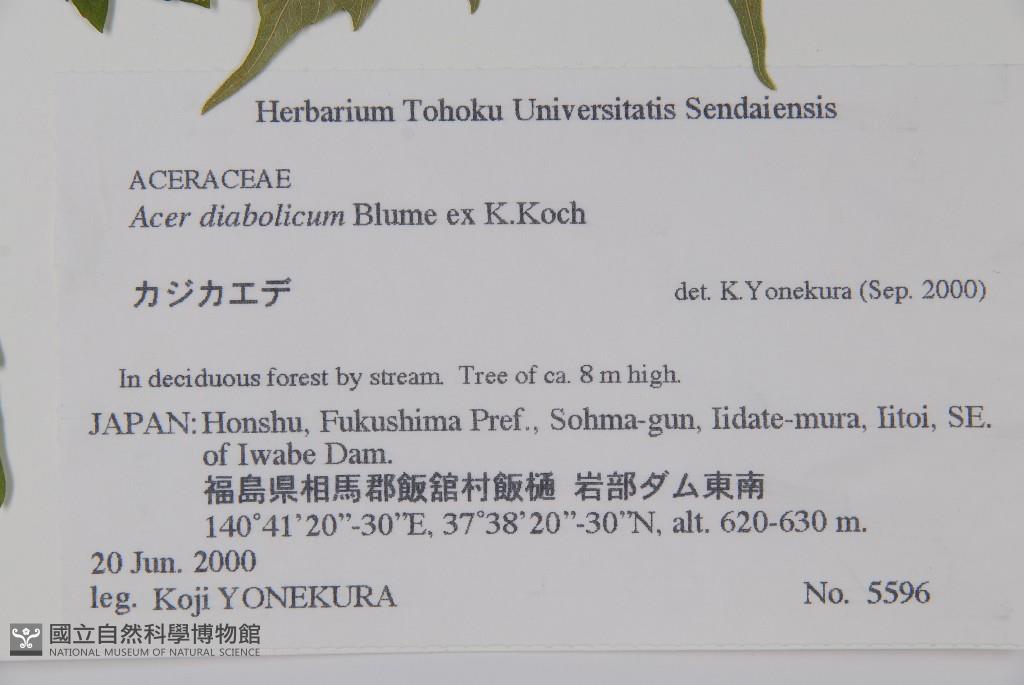 Herbarium Tohoku Universitatis Sendaiensis
ACERACEAE
Acer diabolicum Blume ex K.Koch
カジカエデ
det. K.Yonekura (Sep. 2000)
In deciduous forest by stream. Tree of ca. 8 m high.
JAPAN: Honshu, Fukushima Pref., Sohma-gun, Iidate-mura, Iitoi, SE.
of Iwabe Dam.
福島県相馬郡飯舘村飯樋 岩部ダム東南
140°41’20”-30”E, 37°38’20”-30”N, alt. 620-630 m.
20 Jun. 2000
leg. Koji YONEKURA
No. 5596
國立自然科學博物館
NATIONAL MUSEUM OF NATURAL SCIENCE